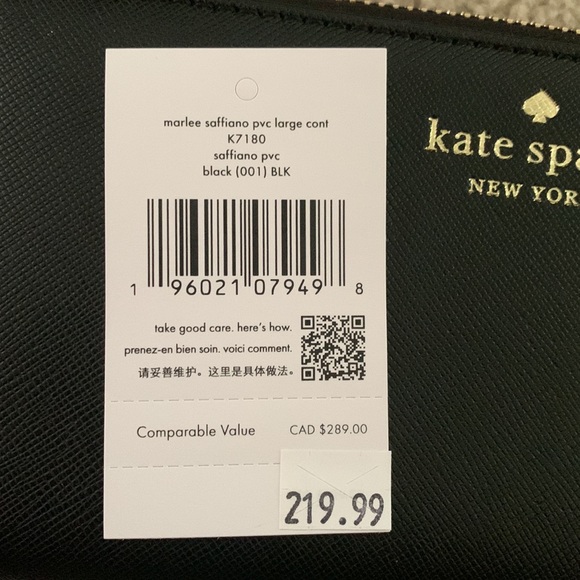 marlee saffiano pvc large cont
K7180
saffiano pvc
black (001) BLK
1 96021 07949 8
take good care. here's how.
prenez-en bien soin. voici comment.
请妥善维护。这里是具体做法。
Comparable Value CAD $289.00
219.99
kate spa
NEW YOR